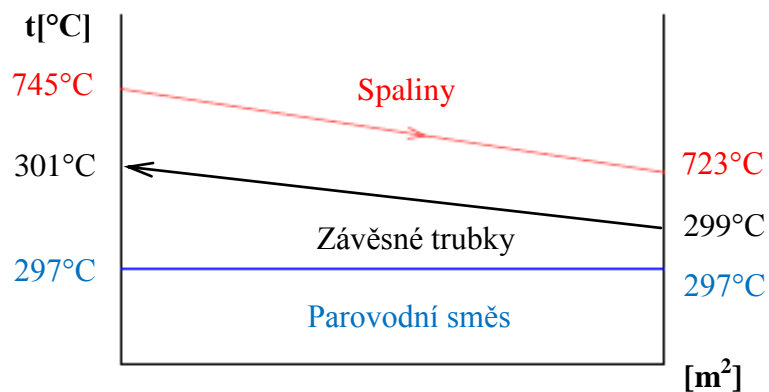 t[°C]
745°C
Spaliny
723°C
301°C
299°C
Závěsné trubky
297°C
297°C
Parovodní směs
[m²]